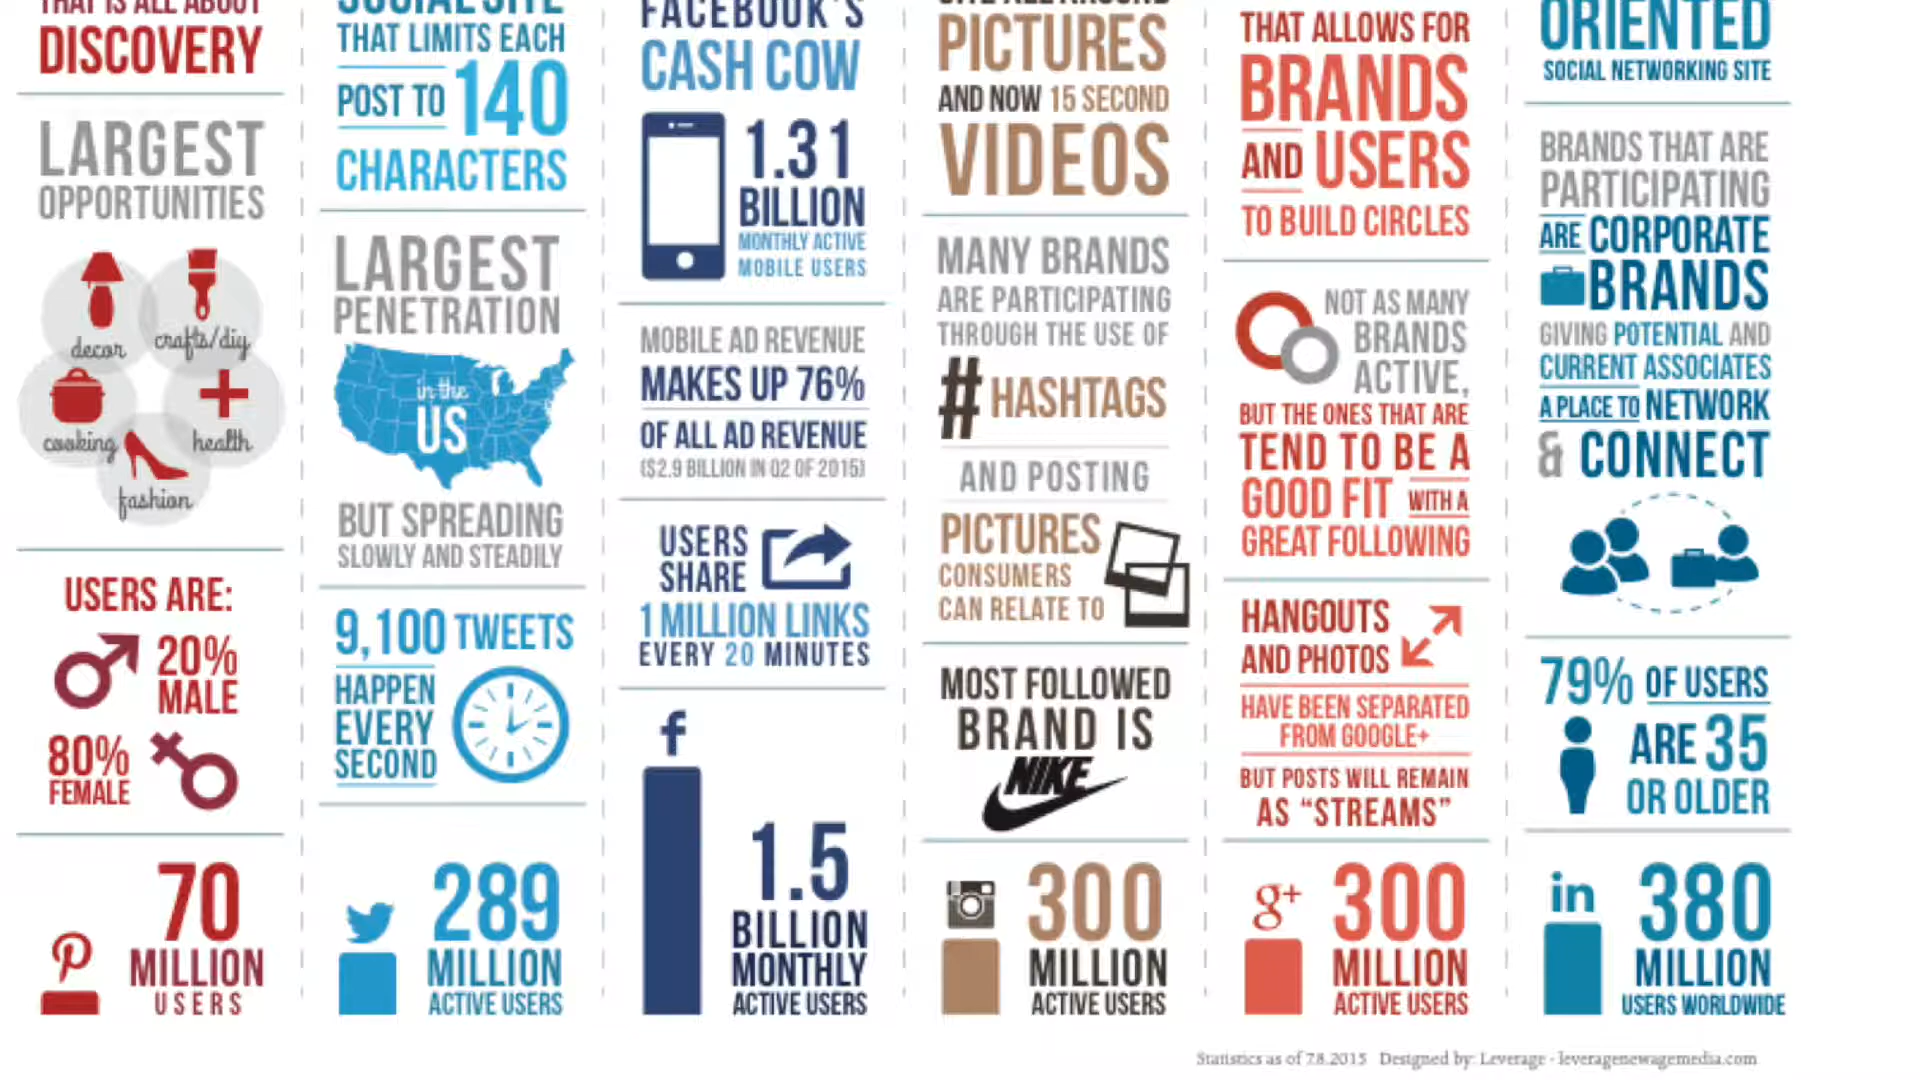 THAT IS ALL ABOUT
DISCOVERY
LARGEST
OPPORTUNITIES
decor
crafts/diy
cooking
health
fashion
USERS ARE:
20%
MALE
80%
FEMALE
70
MILLION
USERS
SOCIAL SITE
THAT LIMITS EACH
POST TO 140
CHARACTERS
LARGEST
PENETRATION
in the
US
BUT SPREADING
SLOWLY AND STEADILY
9,100 TWEETS
HAPPEN
EVERY
SECOND
289
MILLION
ACTIVE USERS
FACEBOOK'S
CASH COW
1.31
BILLION
MONTHLY ACTIVE
MOBILE USERS
MOBILE AD REVENUE
MAKES UP 76%
OF ALL AD REVENUE
($2.9 BILLION IN Q2 OF 2015)
USERS
SHARE
1 MILLION LINKS
EVERY 20 MINUTES
f
1.5
BILLION
MONTHLY
ACTIVE USERS
SITE ALL AROUND
PICTURES
AND NOW 15 SECOND
VIDEOS
MANY BRANDS
ARE PARTICIPATING
THROUGH THE USE OF
# HASHTAGS
AND POSTING
PICTURES
CONSUMERS
CAN RELATE TO
MOST FOLLOWED
BRAND IS
NIKE
300
MILLION
ACTIVE USERS
THAT ALLOWS FOR
BRANDS
AND USERS
TO BUILD CIRCLES
NOT AS MANY
BRANDS
ACTIVE,
BUT THE ONES THAT ARE
TEND TO BE A
GOOD FIT WITH A
GREAT FOLLOWING
HANGOUTS
AND PHOTOS
HAVE BEEN SEPARATED
FROM GOOGLE+
BUT POSTS WILL REMAIN
AS “STREAMS”
g+
300
MILLION
ACTIVE USERS
ORIENTED
SOCIAL NETWORKING SITE
BRANDS THAT ARE
PARTICIPATING
ARE CORPORATE
BRANDS
GIVING POTENTIAL AND
CURRENT ASSOCIATES
A PLACE TO NETWORK
& CONNECT
79% OF USERS
ARE 35
OR OLDER
in
380
MILLION
USERS WORLDWIDE
Statistics as of 7.8.2015 Designed by: Leverage - leveragenewagemedia.com